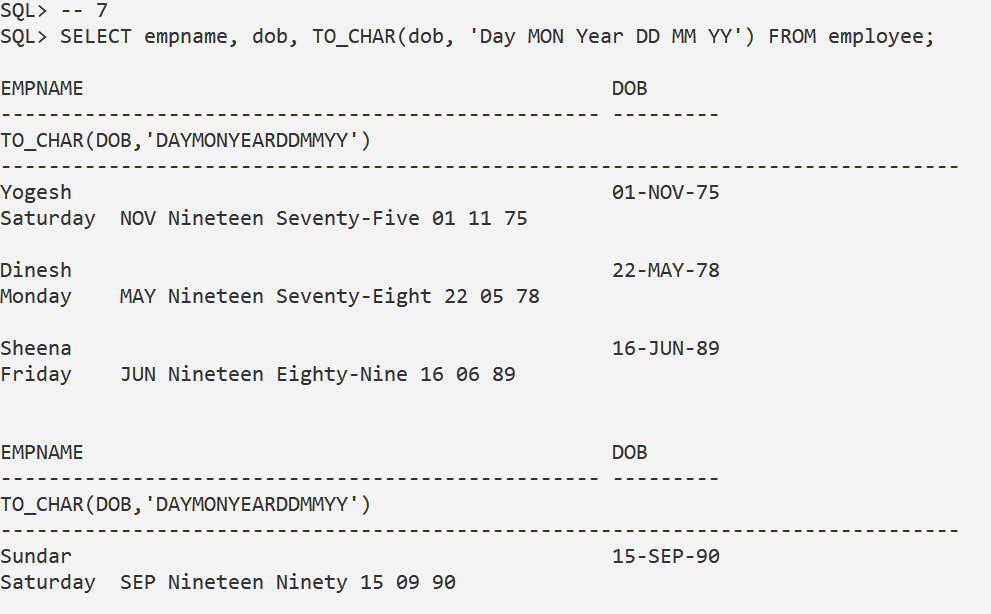 SQL> -- 7
SQL> SELECT empname, dob, TO_CHAR(dob, 'Day MON Year DD MM YY') FROM employee;
EMPNAME                                            DOB
-------------------------------------------------- ---------
TO_CHAR(DOB,'DAYMONYEARDDMMYY')
--------------------------------------------------------------------------------
Yogesh                                             01-NOV-75
Saturday  NOV Nineteen Seventy-Five 01 11 75
Dinesh                                             22-MAY-78
Monday    MAY Nineteen Seventy-Eight 22 05 78
Sheena                                             16-JUN-89
Friday    JUN Nineteen Eighty-Nine 16 06 89
EMPNAME                                            DOB
-------------------------------------------------- ---------
TO_CHAR(DOB,'DAYMONYEARDDMMYY')
--------------------------------------------------------------------------------
Sundar                                             15-SEP-90
Saturday  SEP Nineteen Ninety 15 09 90